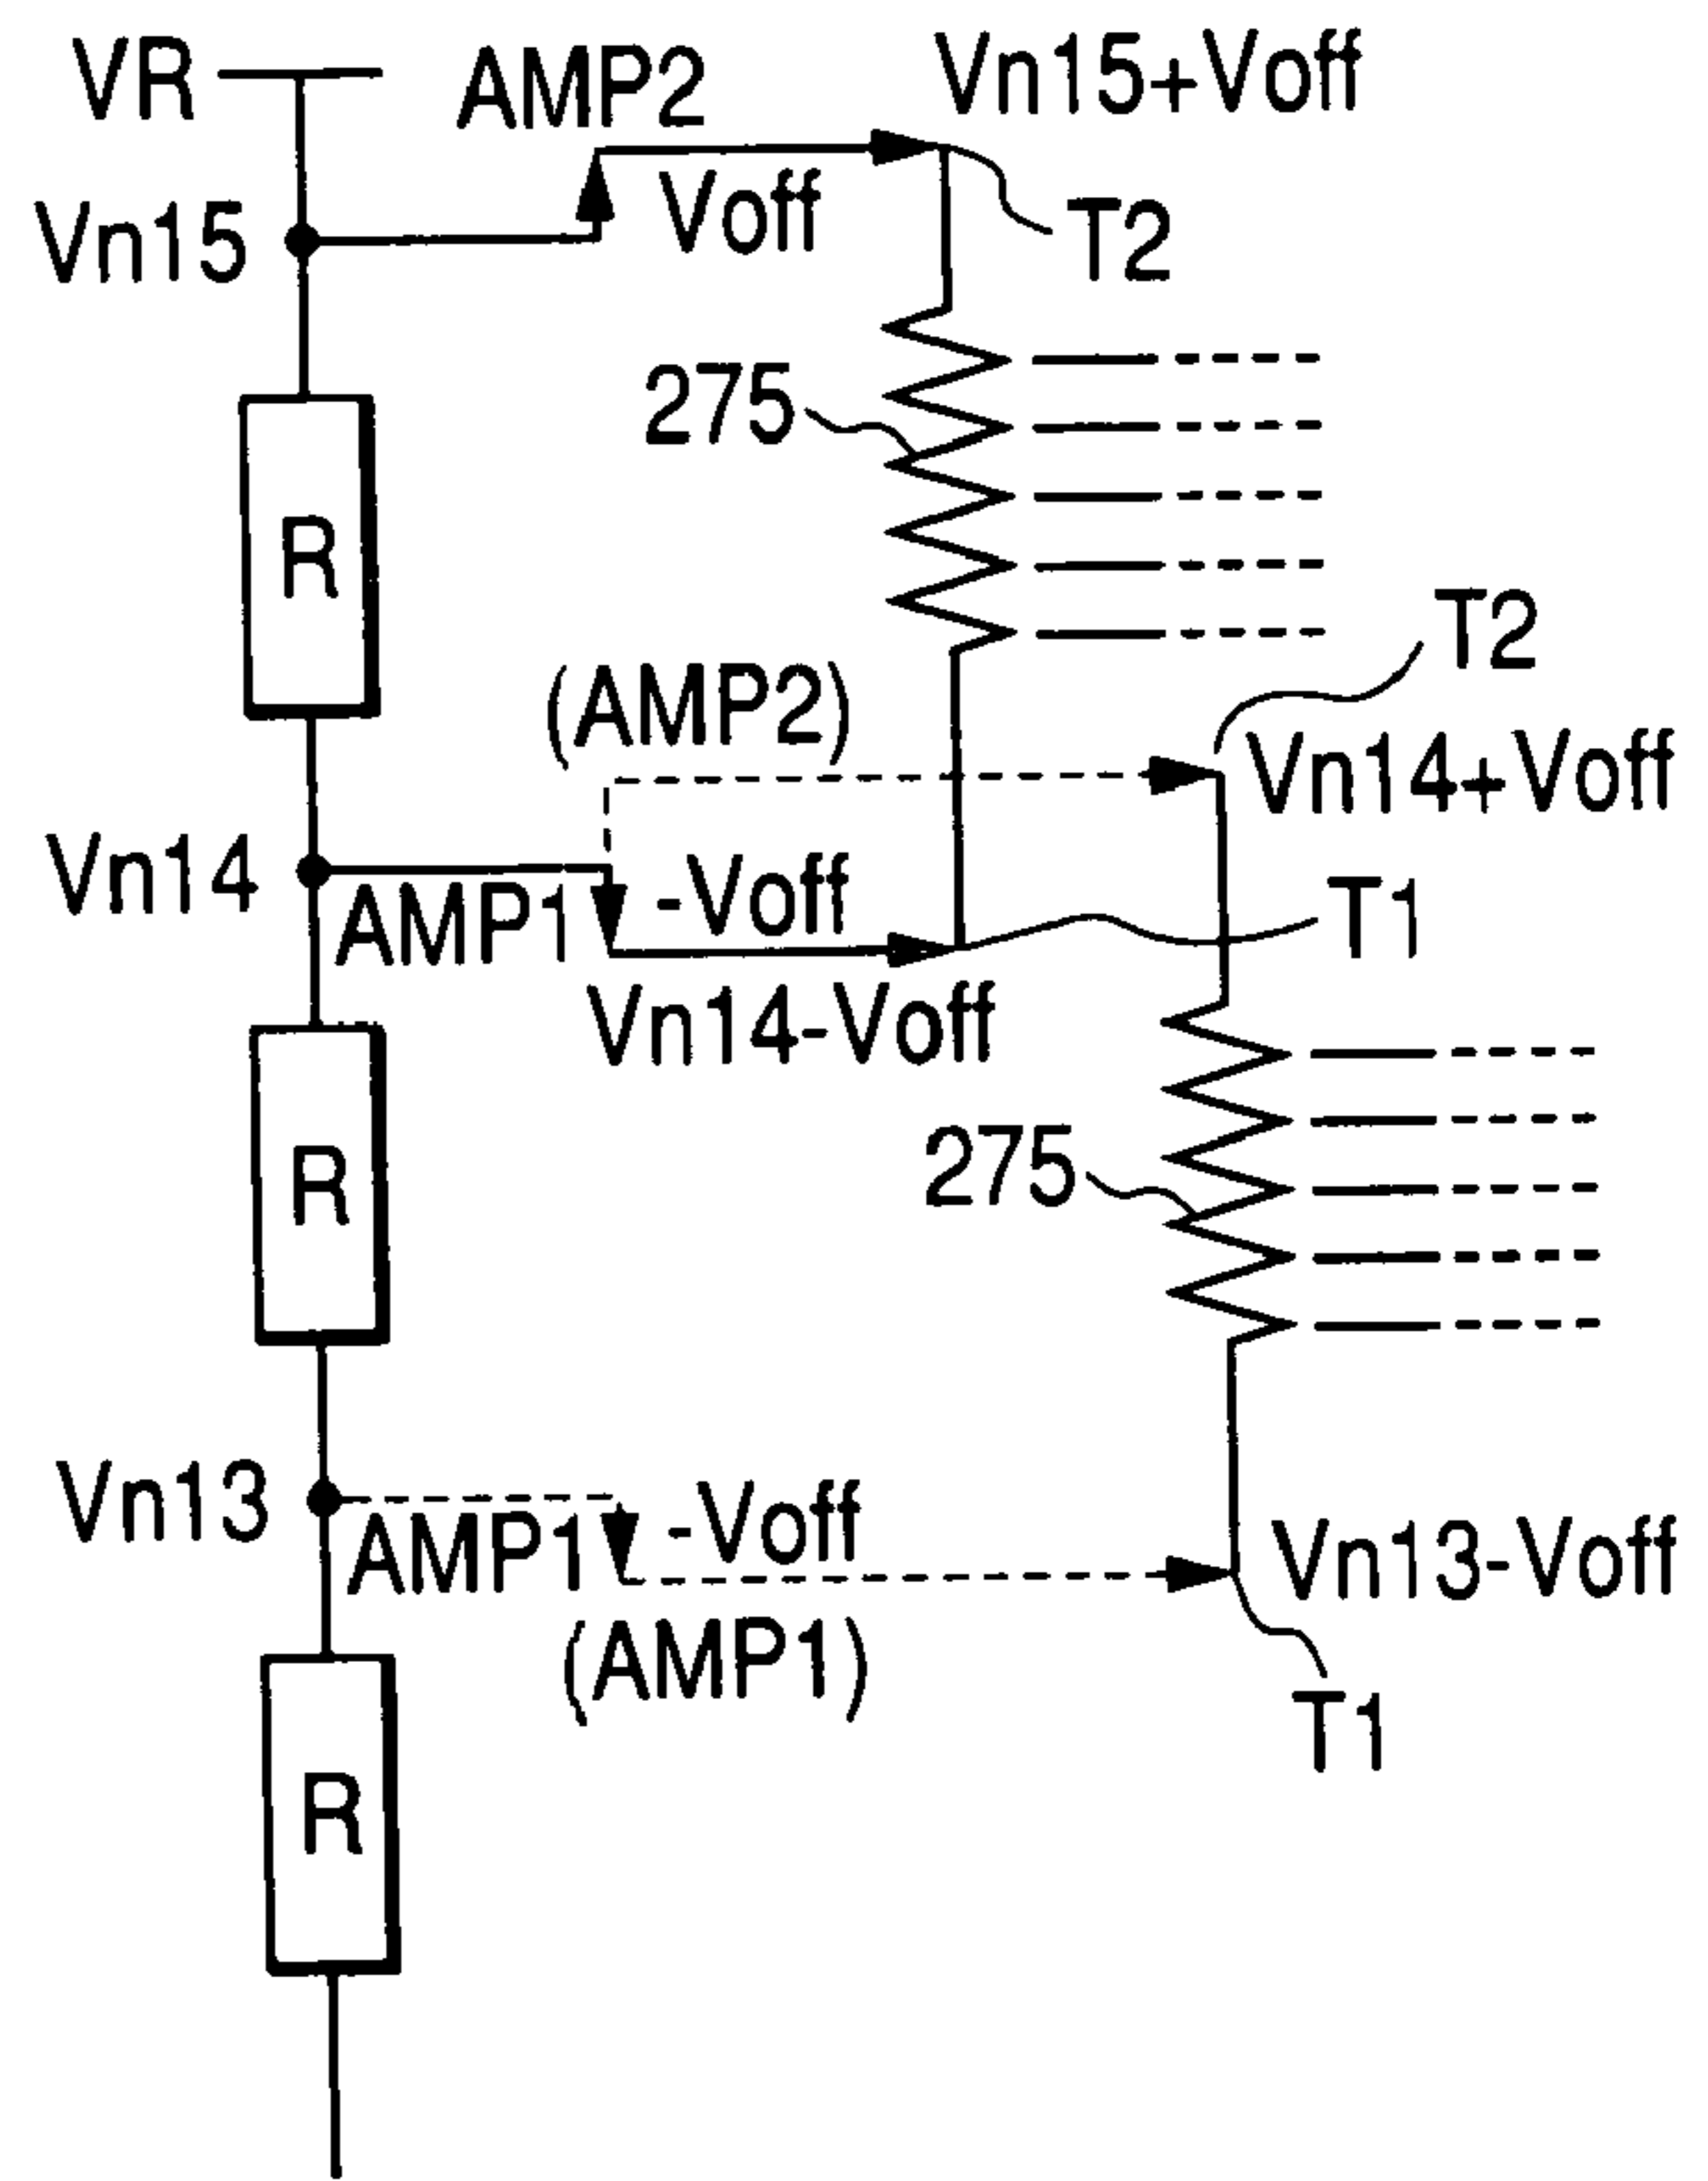 VR
AMP2
Vn15+Voff
Vn15
Voff
T2
275
R
T2
(AMP2)
Vn14+Voff
Vn14
AMP1
-Voff
T1
Vn14-Voff
R
275
Vn13
AMP1
-Voff
Vn13-Voff
(AMP1)
T1
R